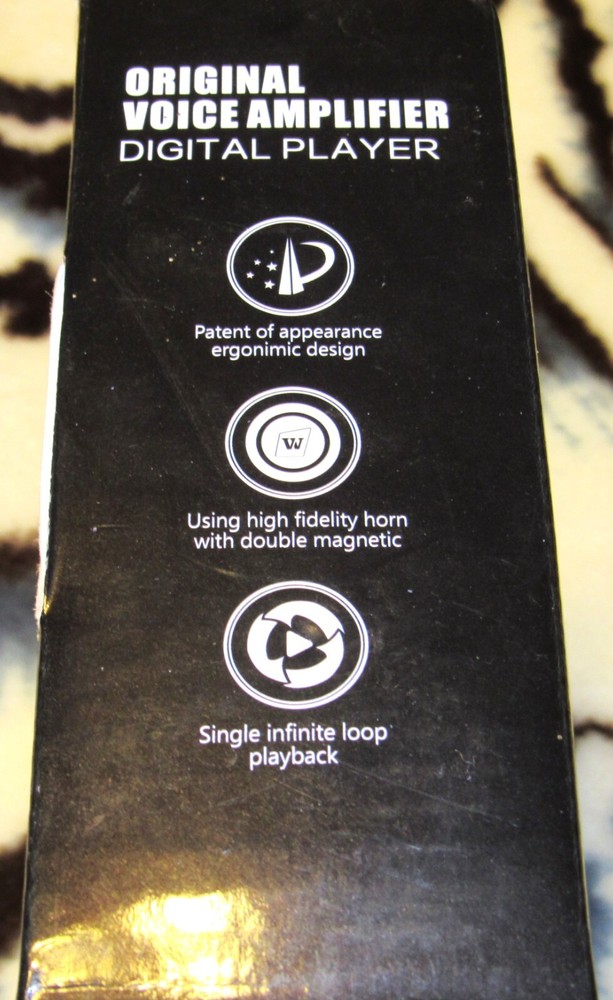 ORIGINAL
VOICE AMPLIFIER
DIGITAL PLAYER
Patent of appearance
ergonimic design
W
Using high fidelity horn
with double magnetic
Single infinite loop
playback